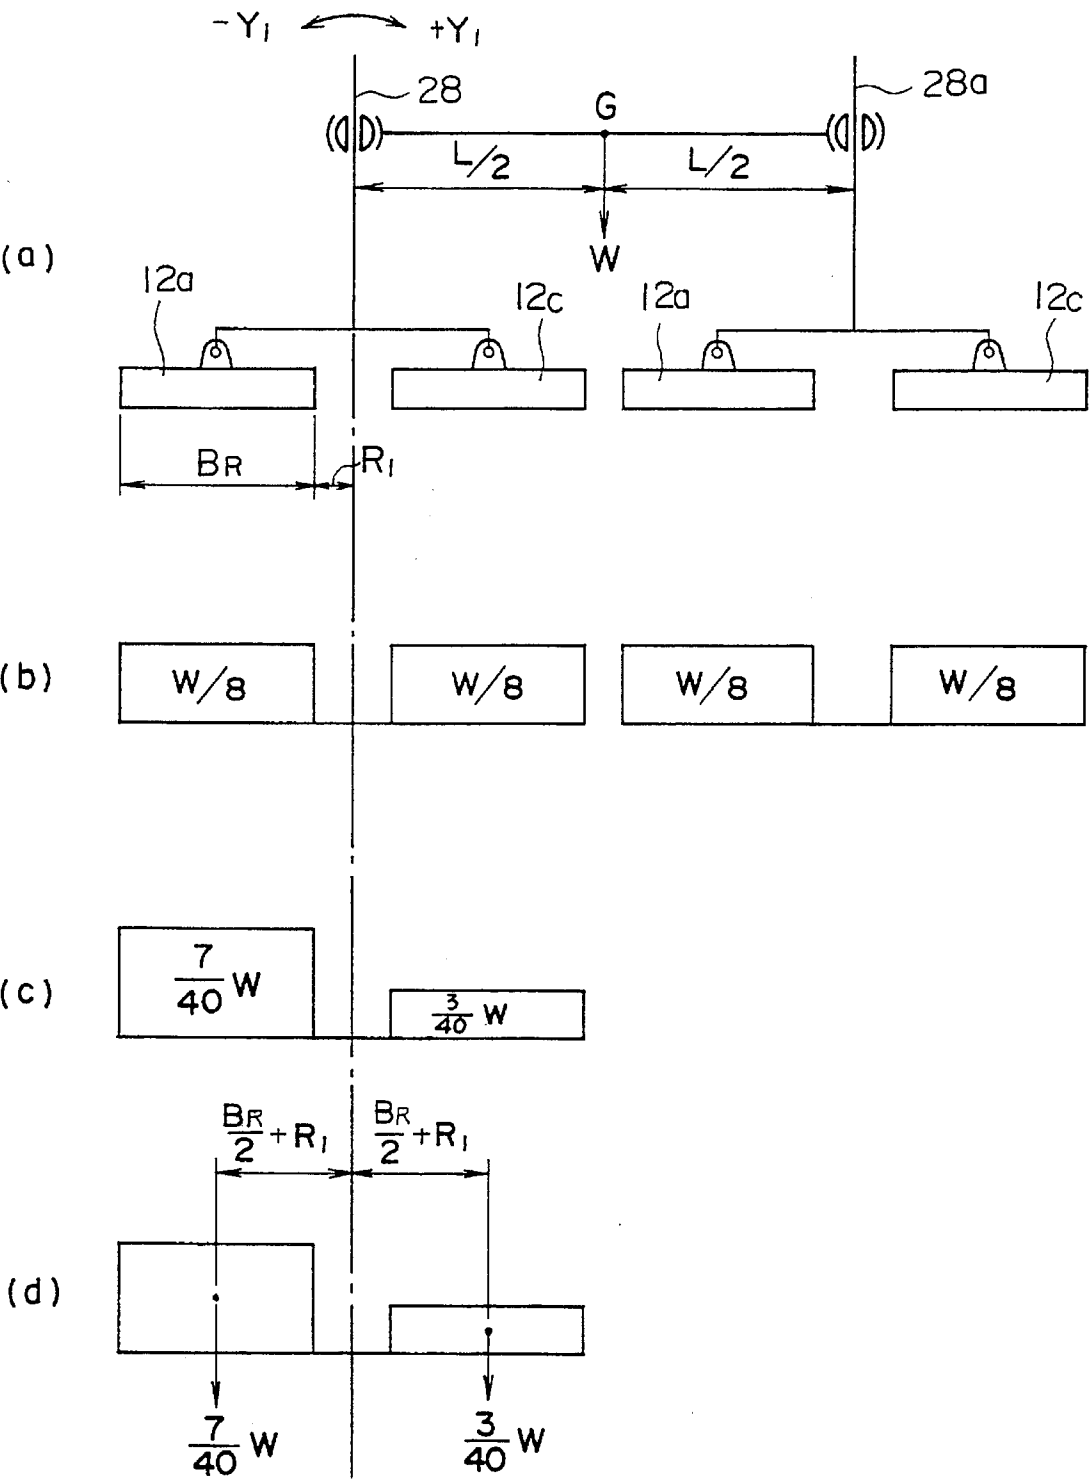 -Y1 +Y1
28 28a
G
L/2 L/2
W
(a)
12a 12c 12a 12c
BR R1
(b) W/8 W/8 W/8 W/8
(c) 7/40 W 3/40 W
BR/2 + R1 BR/2 + R1
(d)
7/40 W 3/40 W